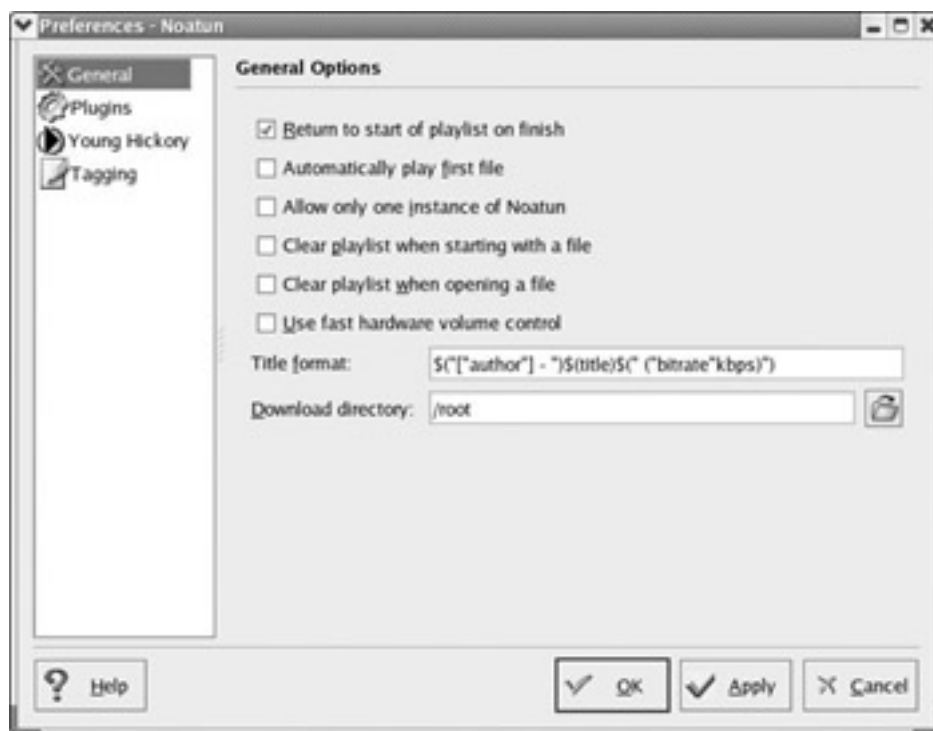 Preferences - Noatun
General
Plugins
Young Hickory
Tagging
General Options
Return to start of playlist on finish
Automatically play first file
Allow only one instance of Noatun
Clear playlist when starting with a file
Clear playlist when opening a file
Use fast hardware volume control
Title format: $("["author"] - ")$(title)$(" ("bitrate"kbps)")
Download directory: /root
Help
OK
Apply
Cancel